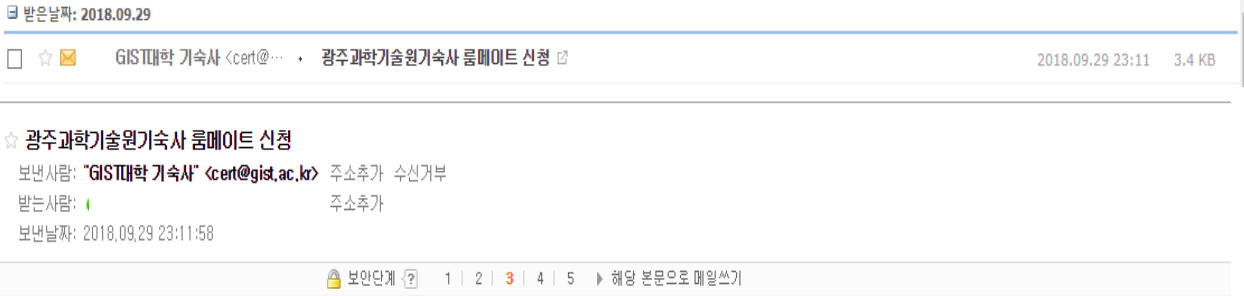 받은날짜: 2018.09.29
GIST대학 기숙사 <cert@··· 광주과학기술원기숙사 룸메이트 신청 2018.09.29 23:11 3.4 KB
광주과학기술원기숙사 룸메이트 신청
보낸사람: "GIST대학 기숙사" <cert@gist.ac.kr> 주소추가 수신거부
받는사람: 주소추가
보낸날짜: 2018.09.29 23:11:58
보안단계 ? 1 | 2 | 3 | 4 | 5 ▶ 해당 본문으로 메일쓰기